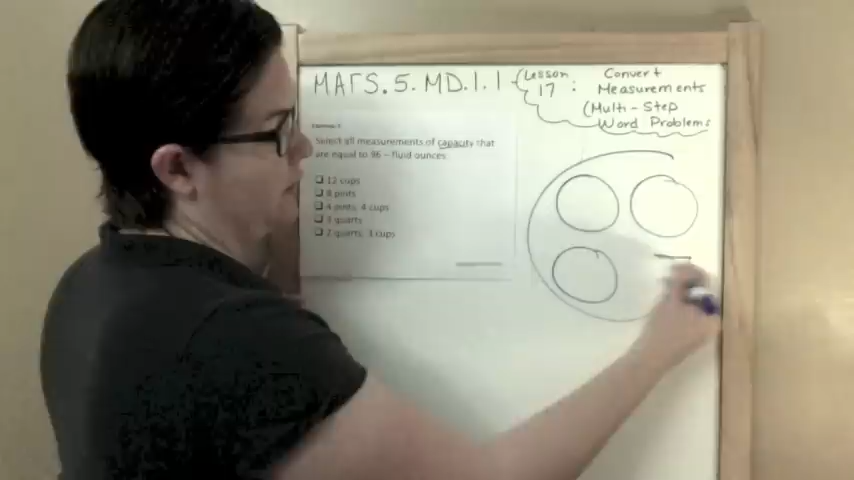 MAFS.5.MD.1.1
Lesson 17:
Convert
Measurements
(Multi-Step
Word Problems
Select all measurements of capacity that
are equal to 96 – fluid ounces.
12 cups
8 pints
4 pints, 4 cups
3 quarts
2 quarts, 3 cups